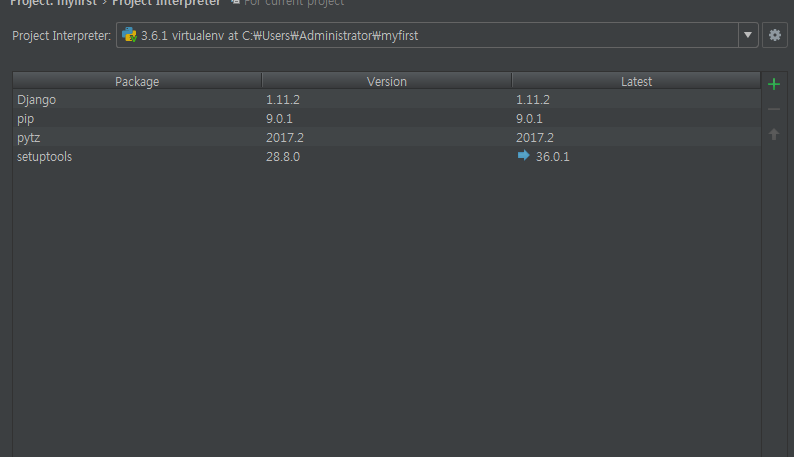 Project: myfirst › Project Interpreter For current project
Project Interpreter: 3.6.1 virtualenv at C:₩Users₩Administrator₩myfirst
Package Version Latest
Django 1.11.2 1.11.2
pip 9.0.1 9.0.1
pytz 2017.2 2017.2
setuptools 28.8.0 36.0.1